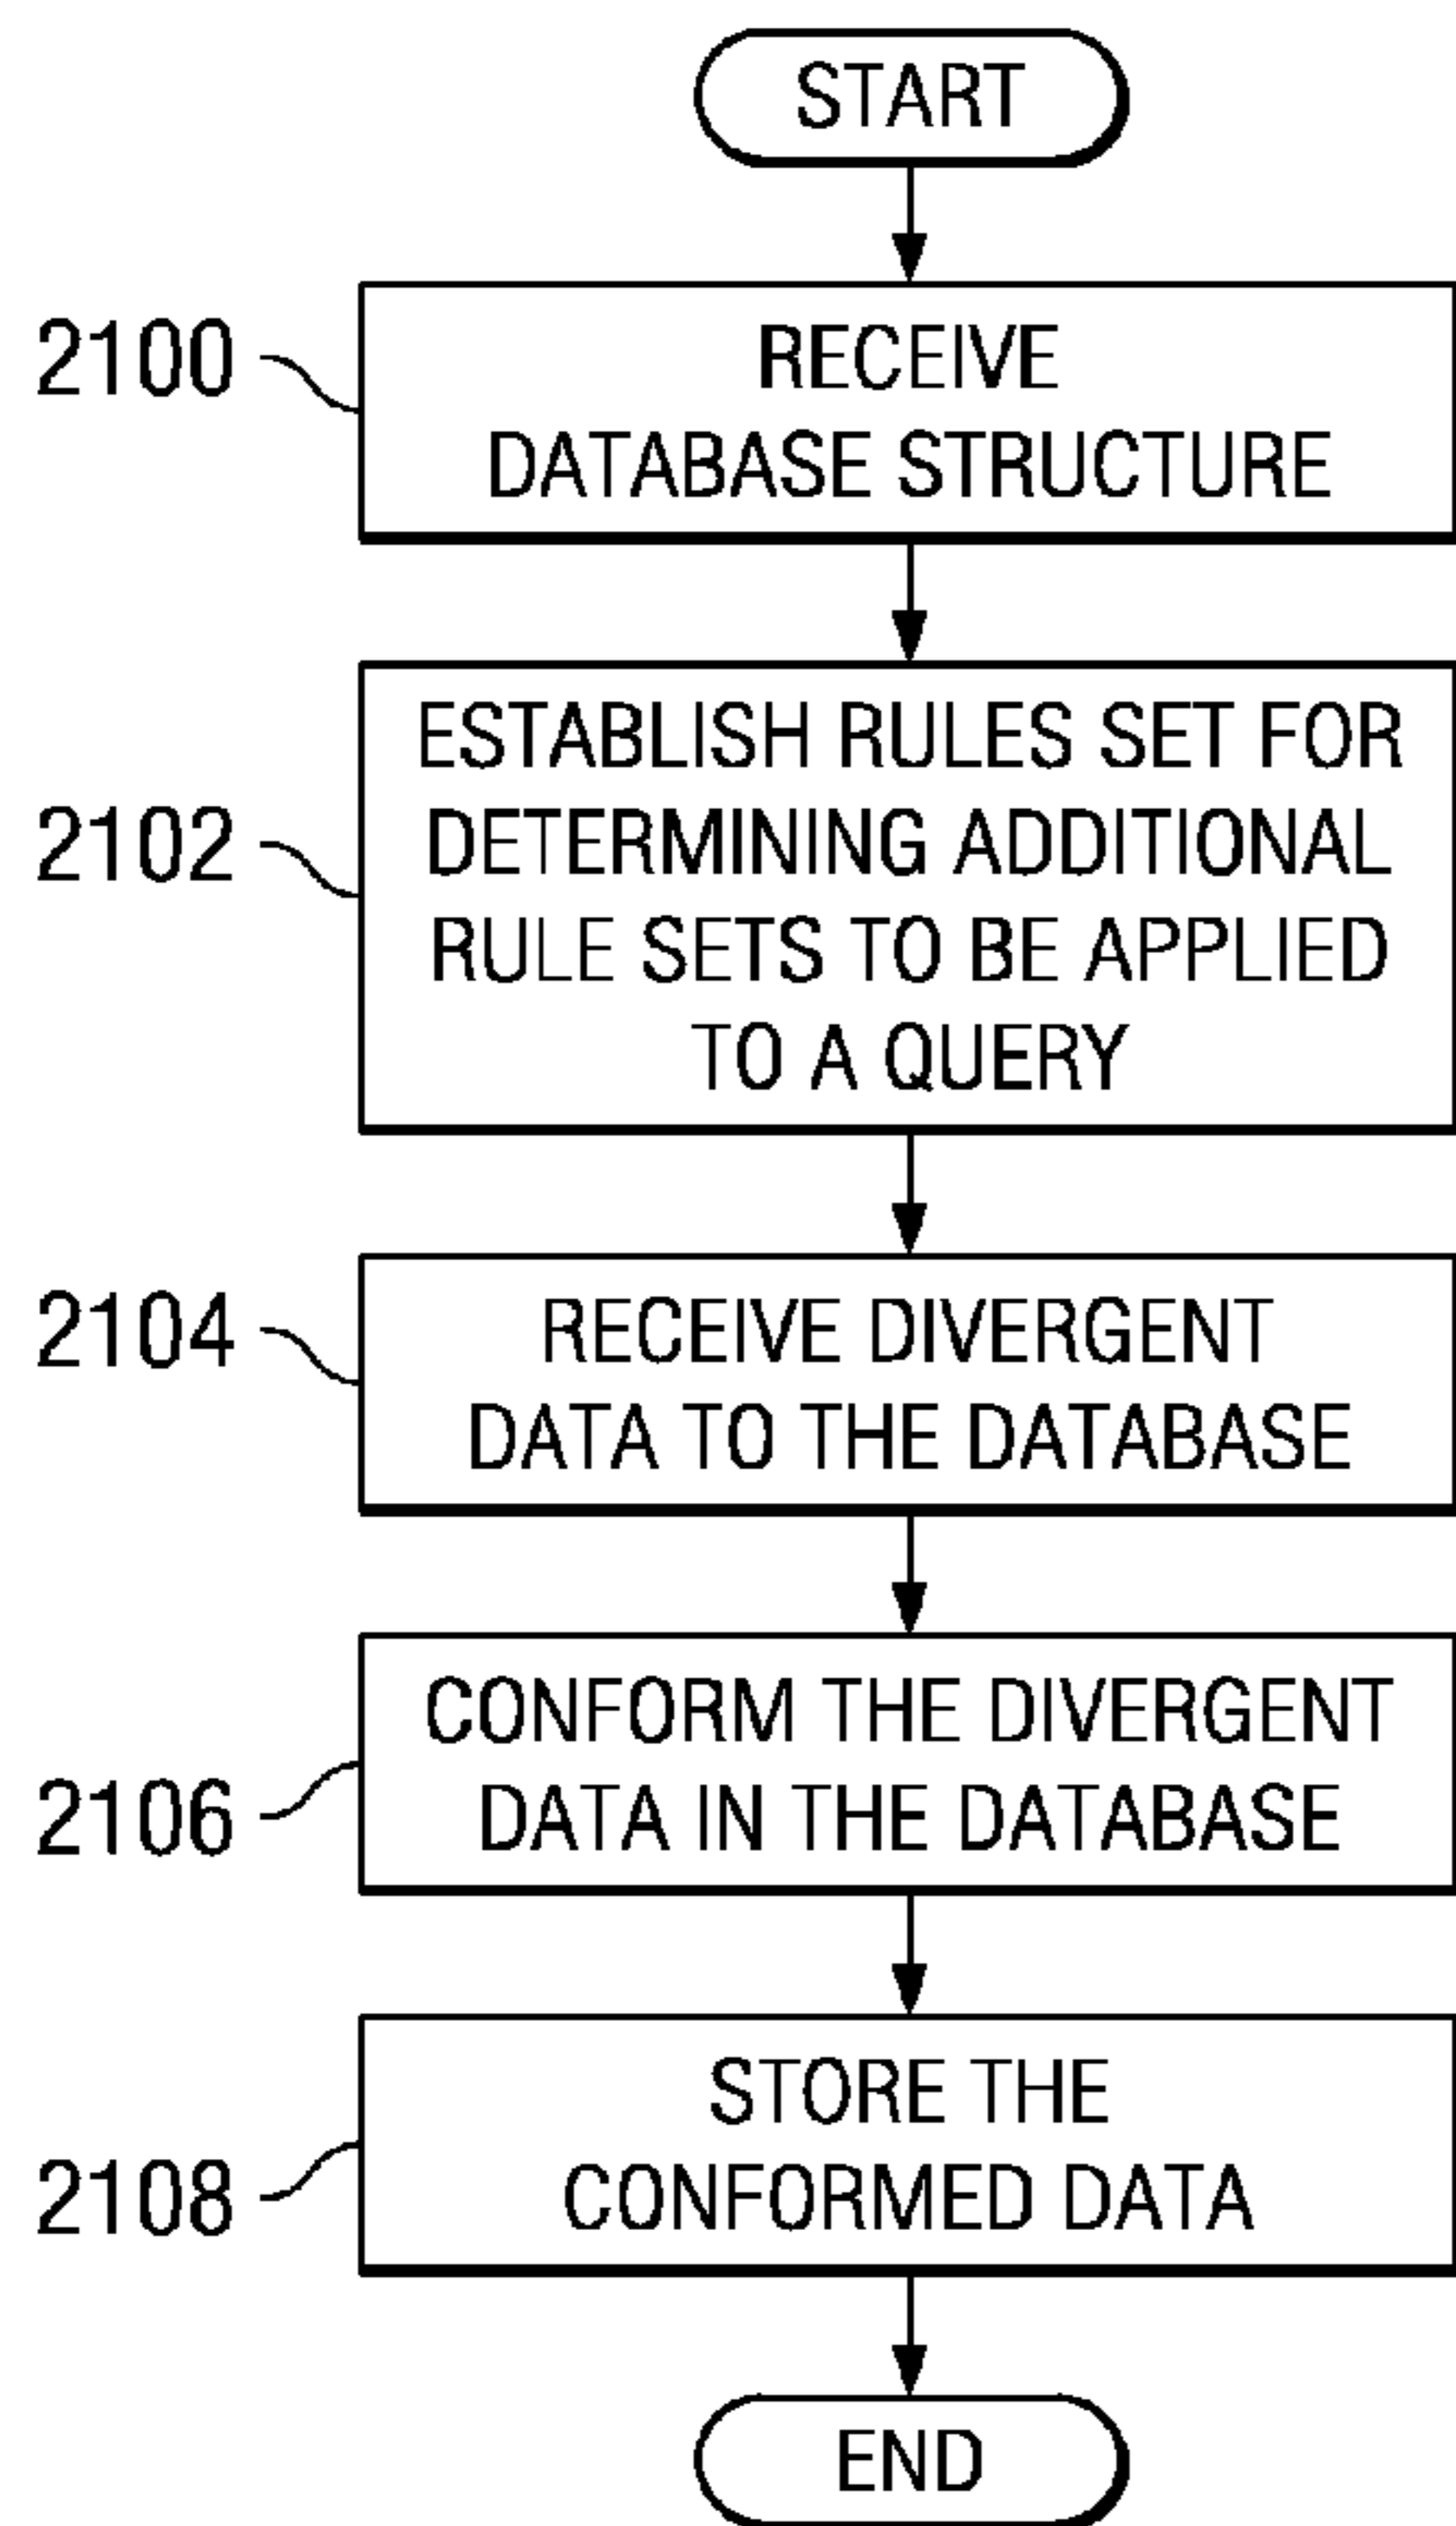 START
2100
RECEIVE
DATABASE STRUCTURE
2102
ESTABLISH RULES SET FOR
DETERMINING ADDITIONAL
RULE SETS TO BE APPLIED
TO A QUERY
2104
RECEIVE DIVERGENT
DATA TO THE DATABASE
2106
CONFORM THE DIVERGENT
DATA IN THE DATABASE
2108
STORE THE
CONFORMED DATA
END